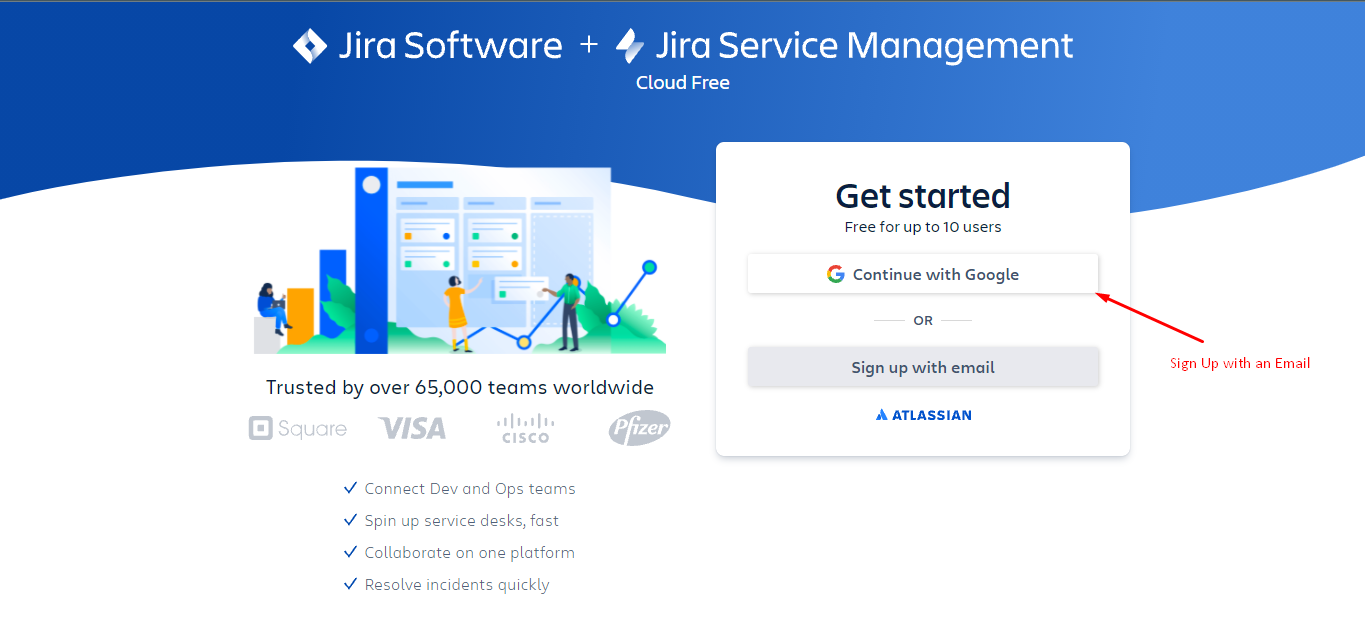 Jira Software + Jira Service Management
Cloud Free
Get started
Free for up to 10 users
Continue with Google
OR
Sign up with email
ATLASSIAN
Sign Up with an Email
Trusted by over 65,000 teams worldwide
Square VISA CISCO Pfizer
Connect Dev and Ops teams
Spin up service desks, fast
Collaborate on one platform
Resolve incidents quickly